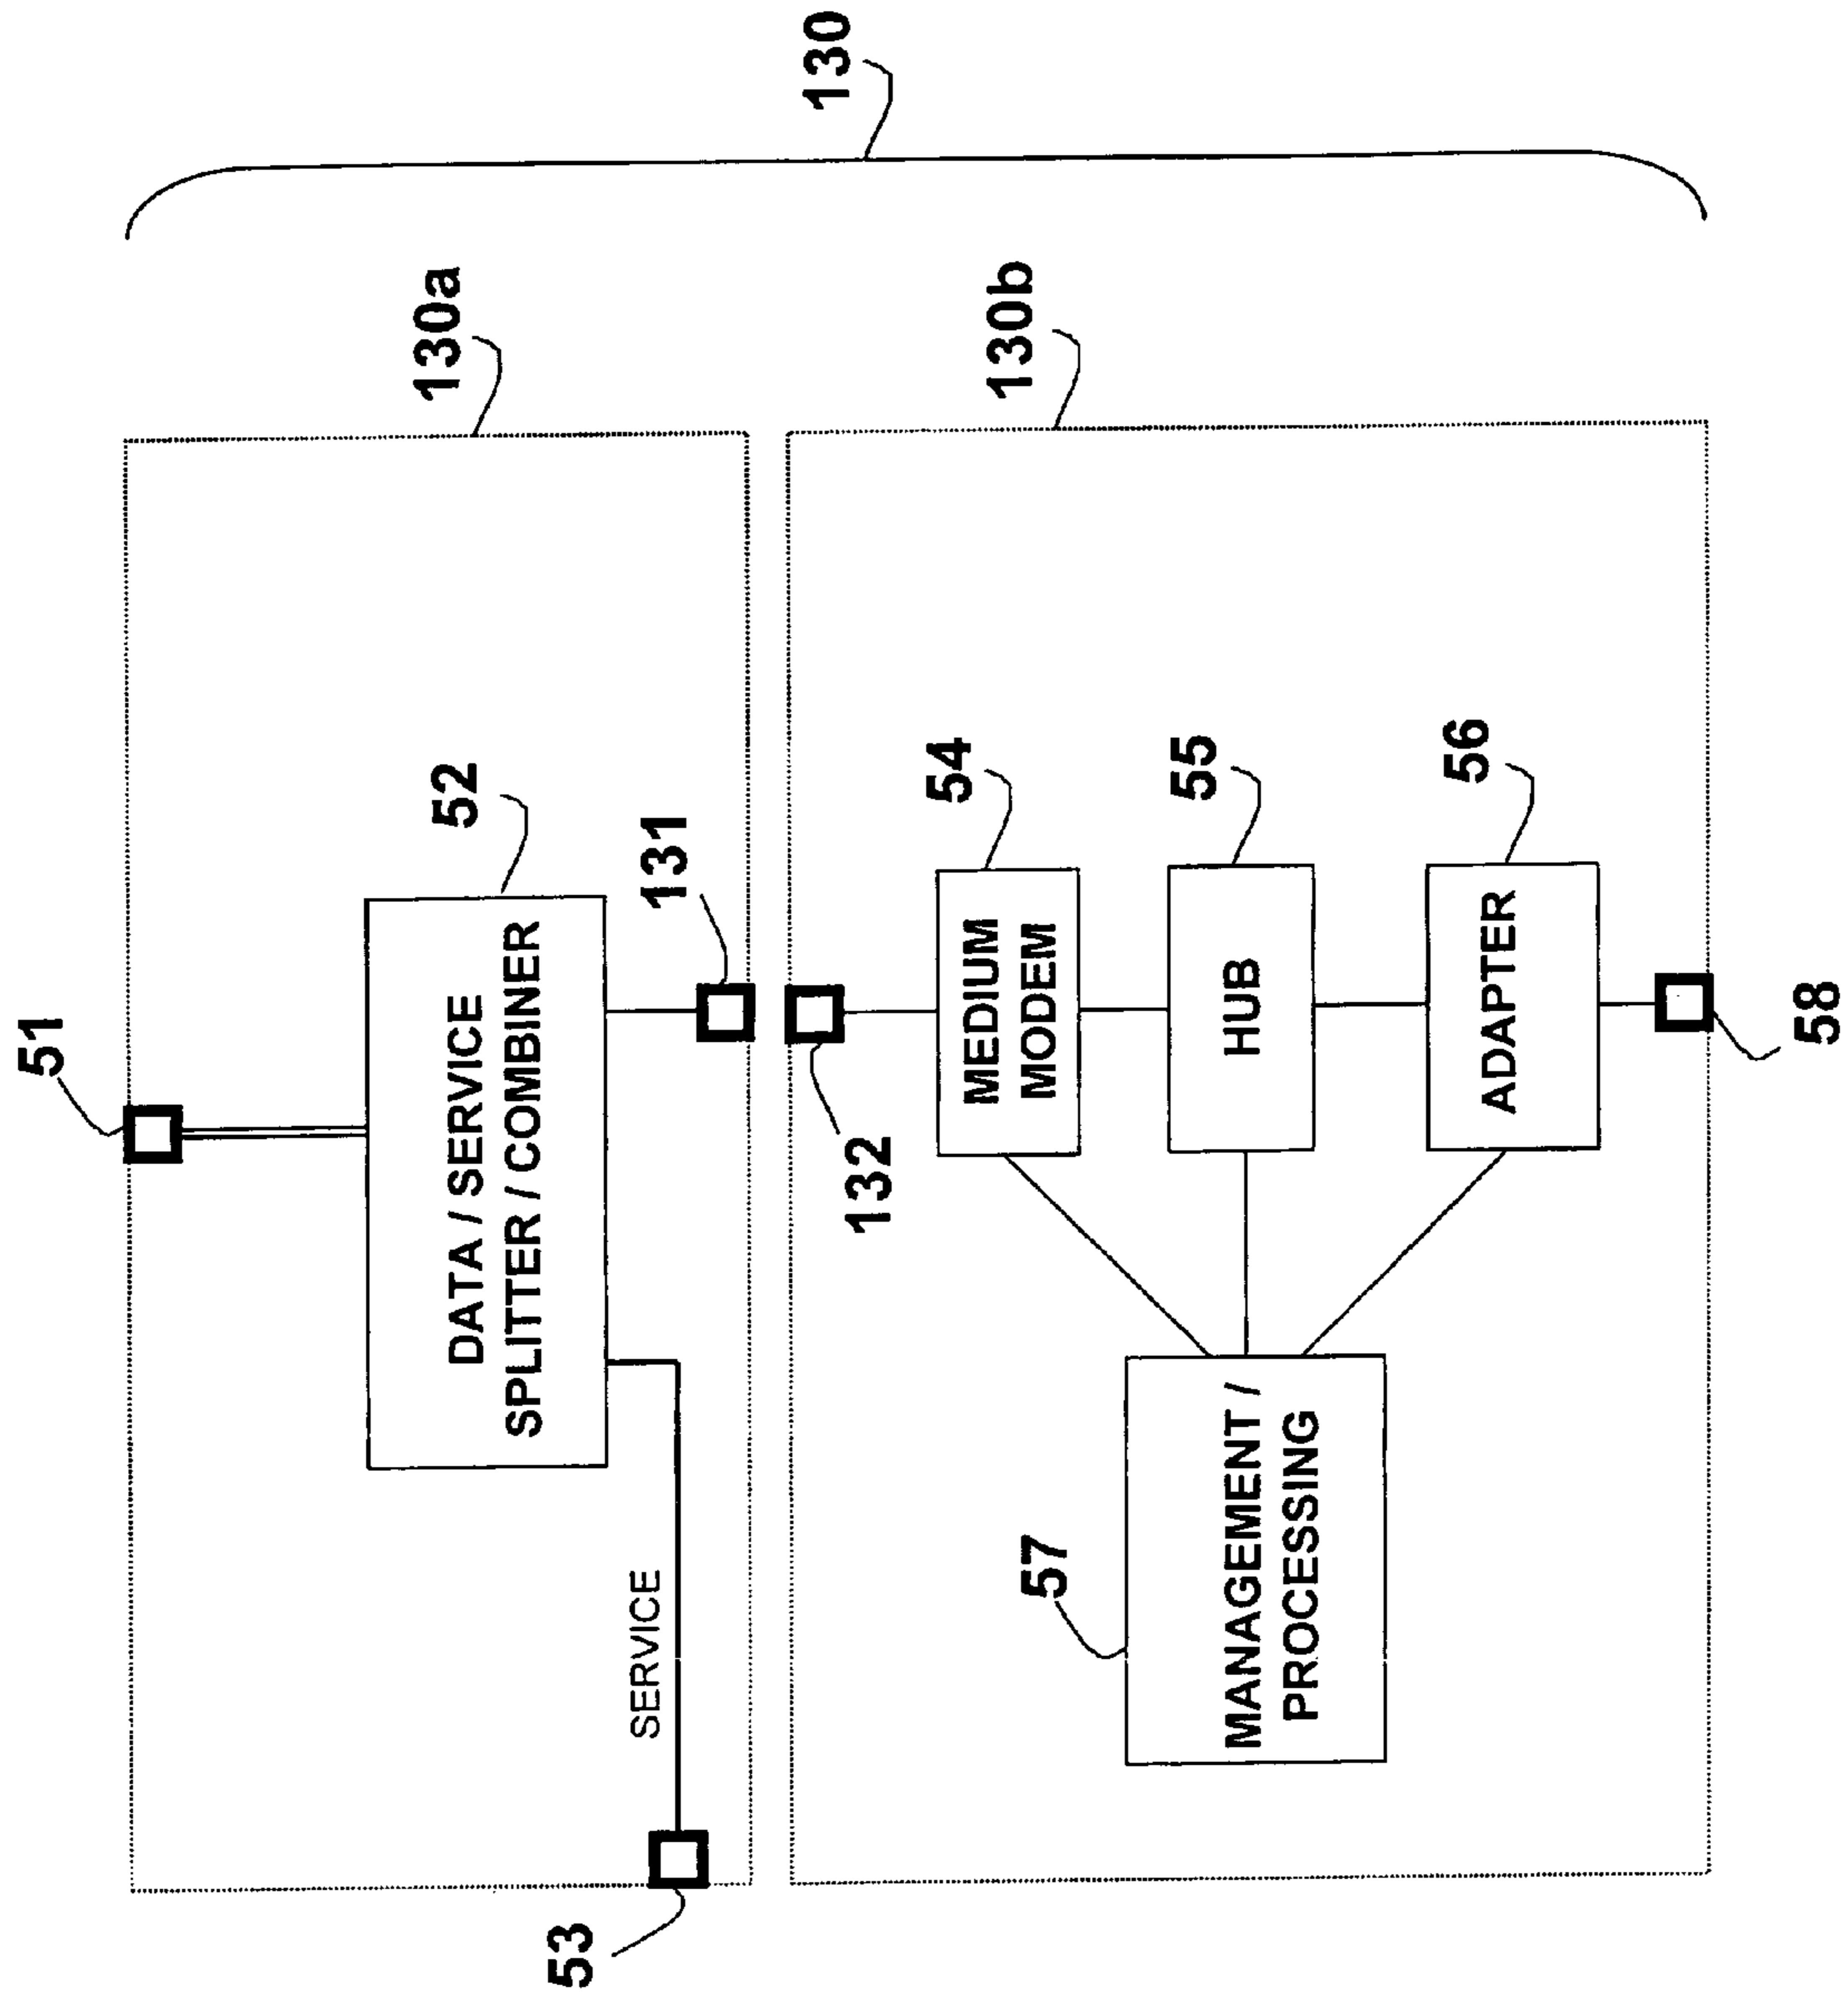 51
130a
52
DATA / SERVICE
SPLITTER / COMBINER
53
SERVICE
131
130
132
54
MEDIUM
MODEM
130b
57
55
HUB
MANAGEMENT /
PROCESSING
56
ADAPTER
58